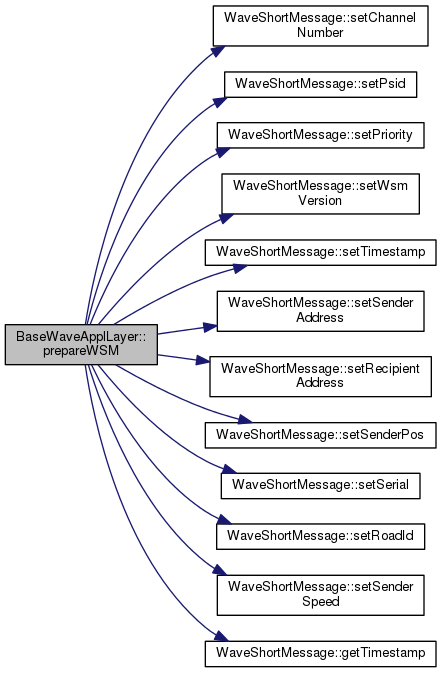 WaveShortMessage::setChannel
Number
WaveShortMessage::setPsid
WaveShortMessage::setPriority
WaveShortMessage::setWsm
Version
WaveShortMessage::setTimestamp
WaveShortMessage::setSender
Address
BaseWaveApplLayer::
prepareWSM
WaveShortMessage::setRecipient
Address
WaveShortMessage::setSenderPos
WaveShortMessage::setSerial
WaveShortMessage::setRoadId
WaveShortMessage::setSender
Speed
WaveShortMessage::getTimestamp